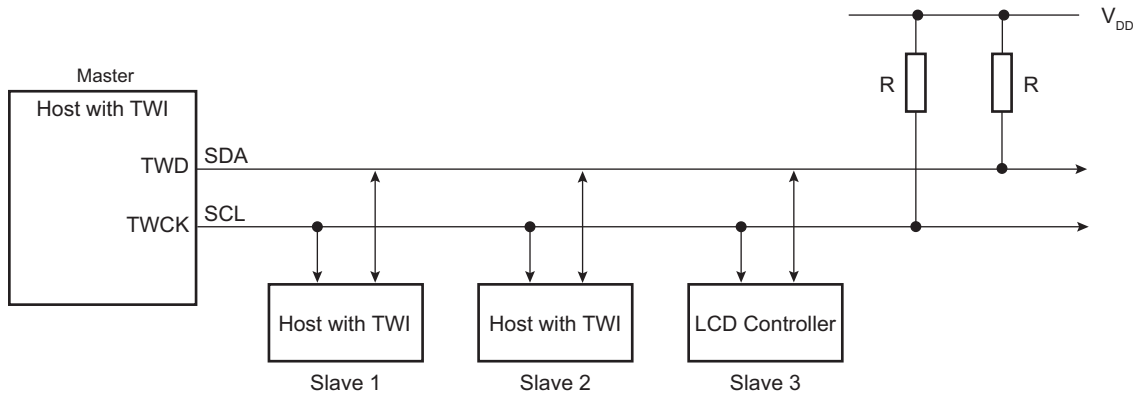 V_DD
R R
Master
Host with TWI
TWD SDA
TWCK SCL
Host with TWI Host with TWI LCD Controller
Slave 1 Slave 2 Slave 3